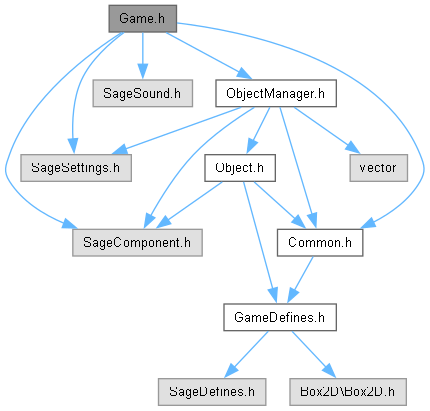 Game.h
SageSound.h
ObjectManager.h
SageSettings.h
Object.h
vector
SageComponent.h
Common.h
GameDefines.h
SageDefines.h
Box2D\Box2D.h